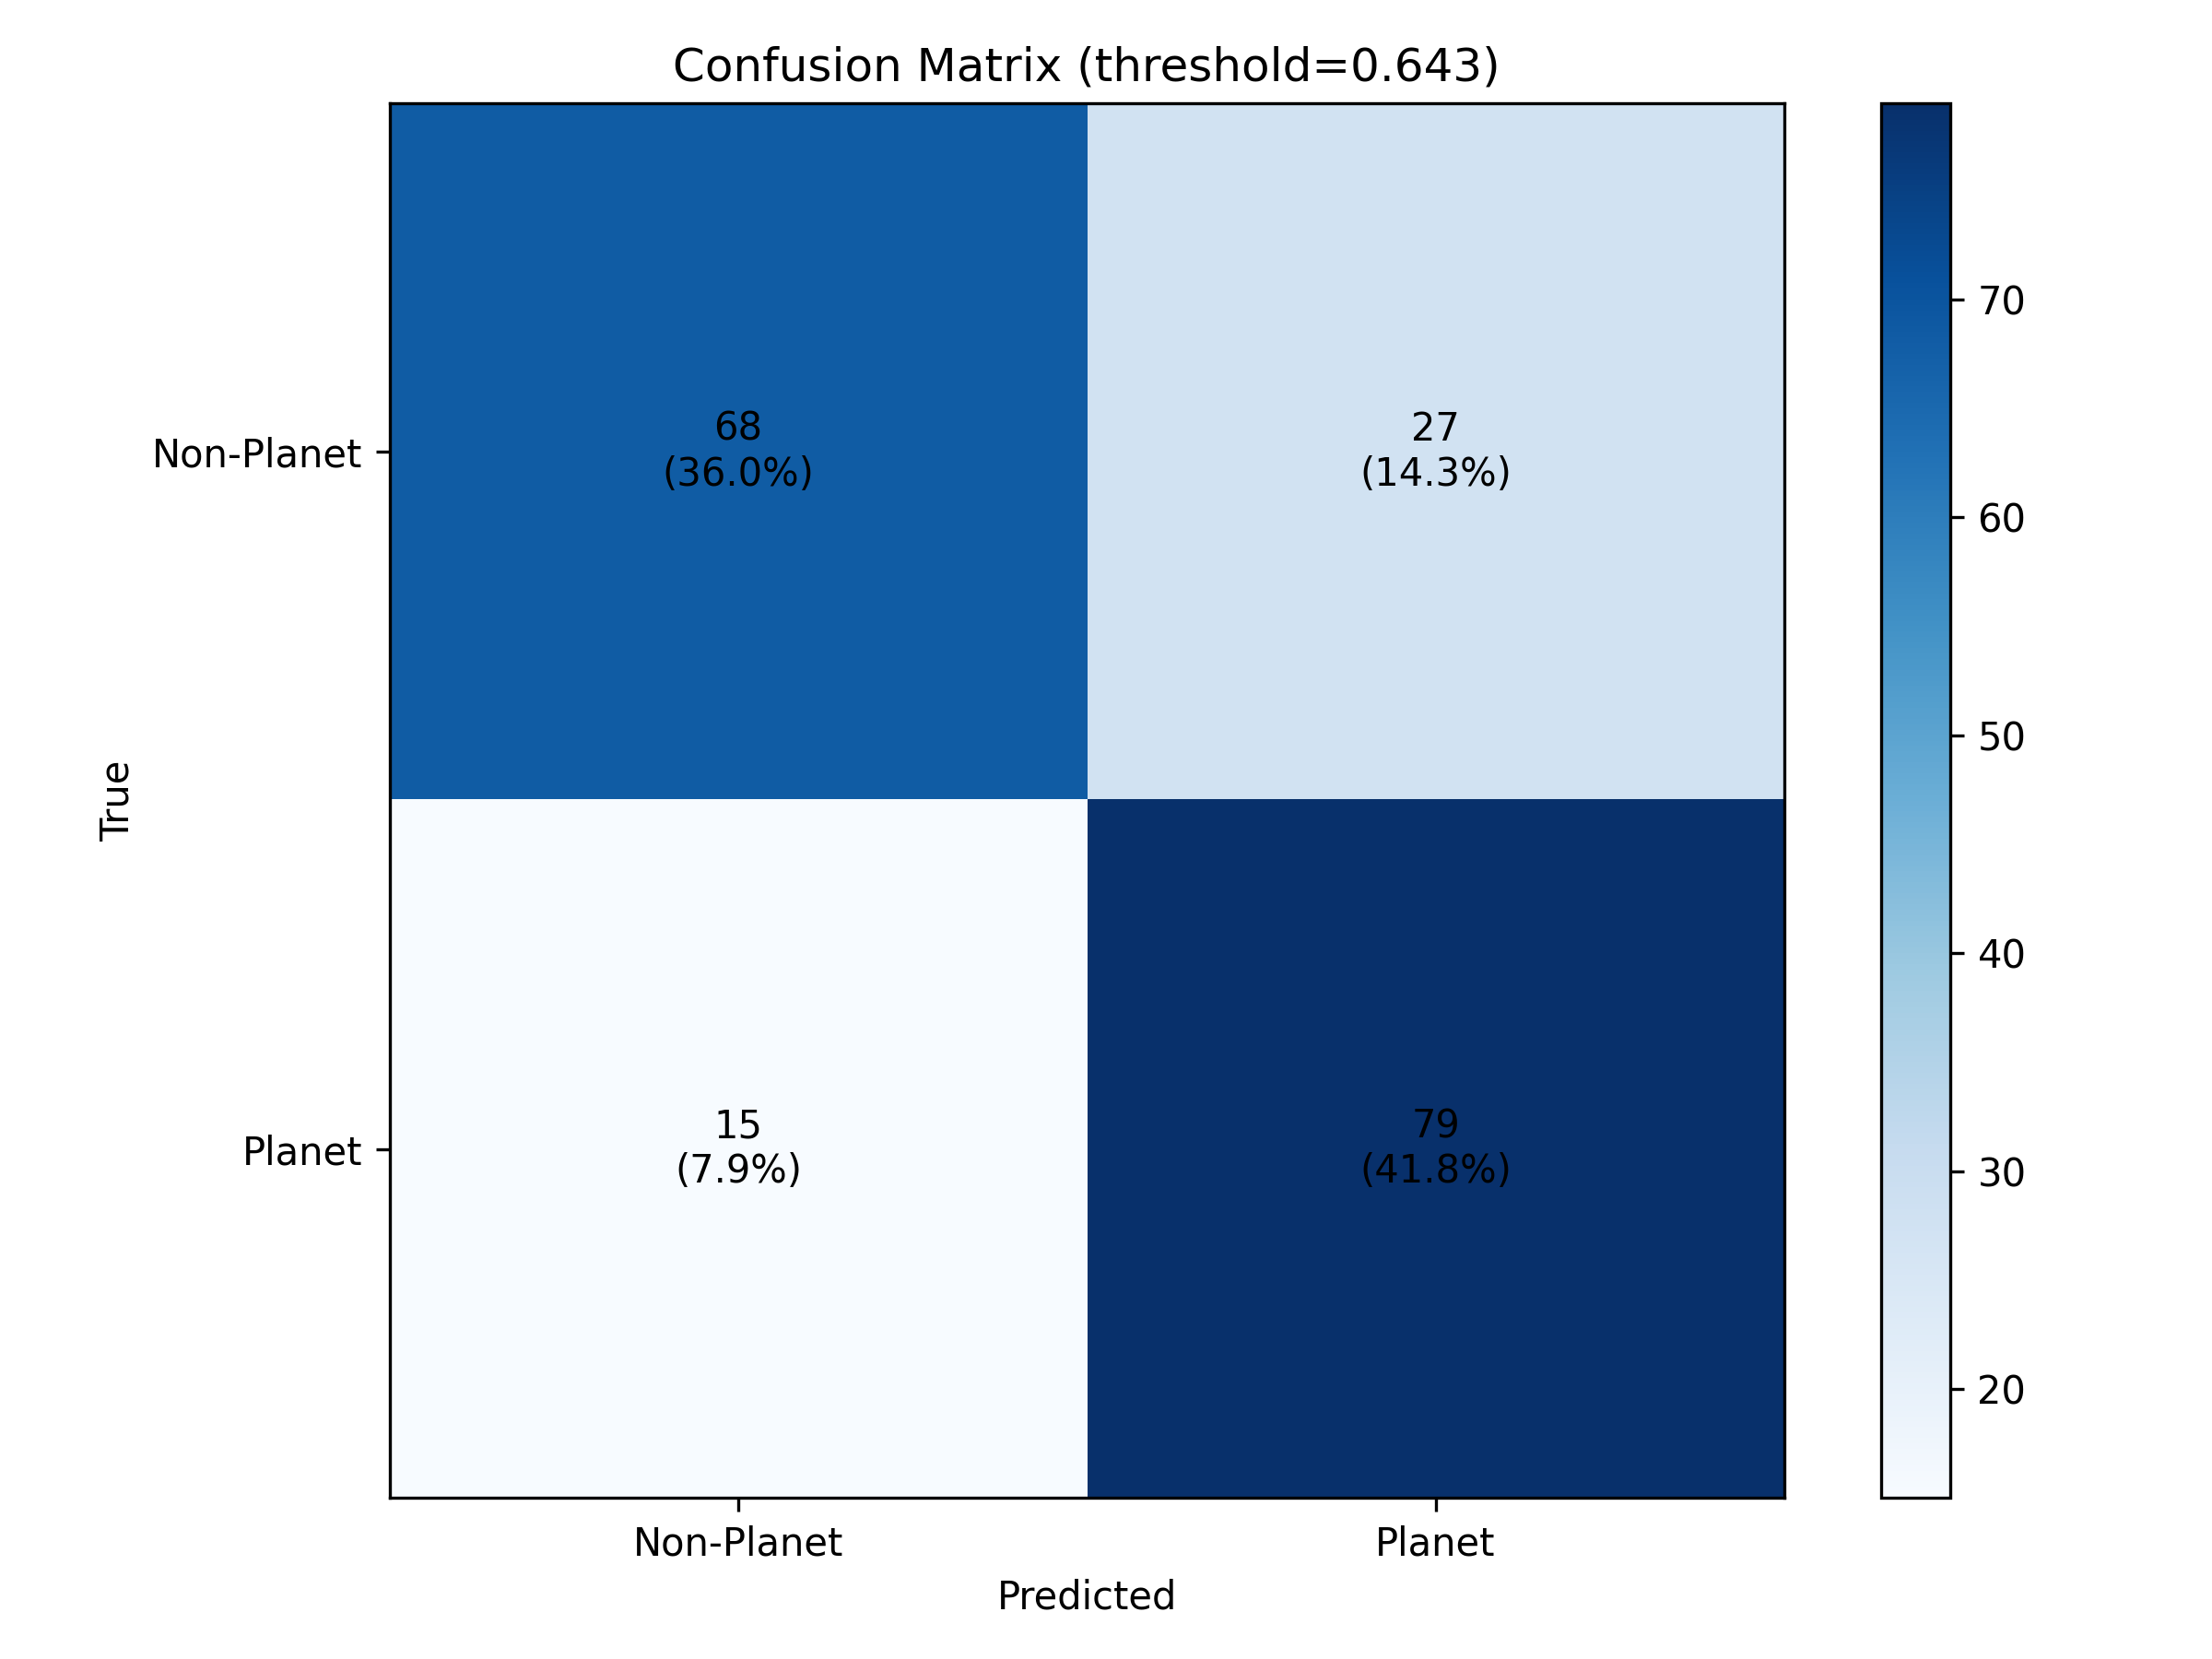 Confusion Matrix (threshold=0.643)
True
Non-Planet
68
(36.0%)
27
(14.3%)
Planet
15
(7.9%)
79
(41.8%)
Non-Planet
Planet
Predicted
70
60
50
40
30
20